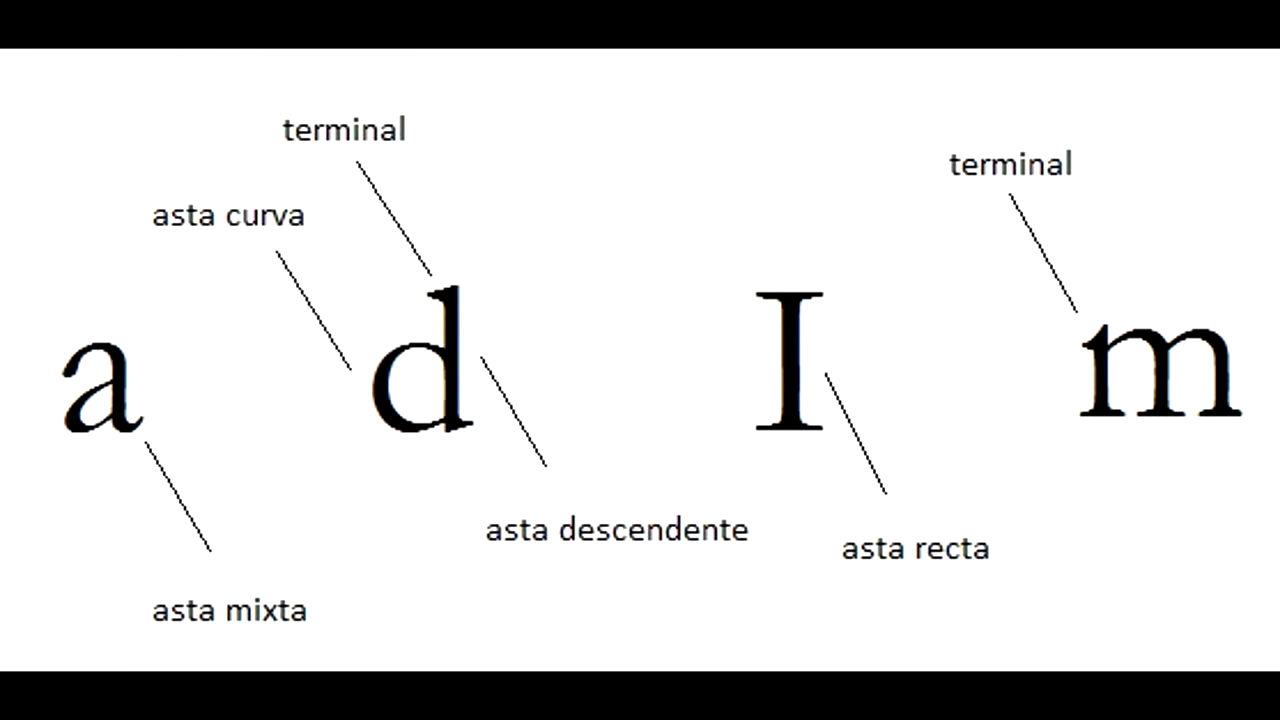 terminal
terminal
asta curva
a d I m
asta descendente
asta recta
asta mixta